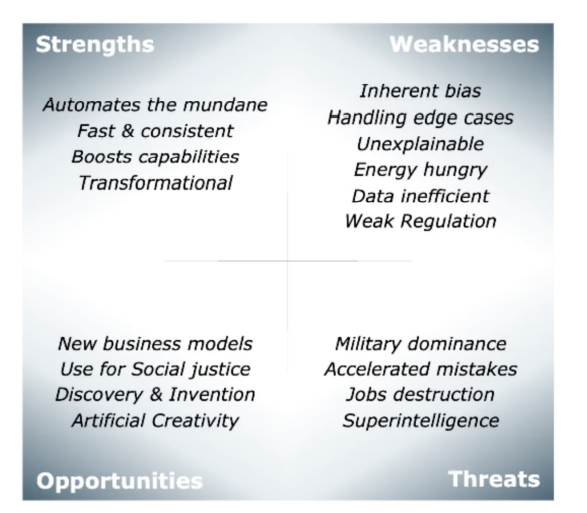 Strengths
Automates the mundane
Fast & consistent
Boosts capabilities
Transformational
Weaknesses
Inherent bias
Handling edge cases
Unexplainable
Energy hungry
Data inefficient
Weak Regulation
New business models
Use for Social justice
Discovery & Invention
Artificial Creativity
Opportunities
Military dominance
Accelerated mistakes
Jobs destruction
Superintelligence
Threats